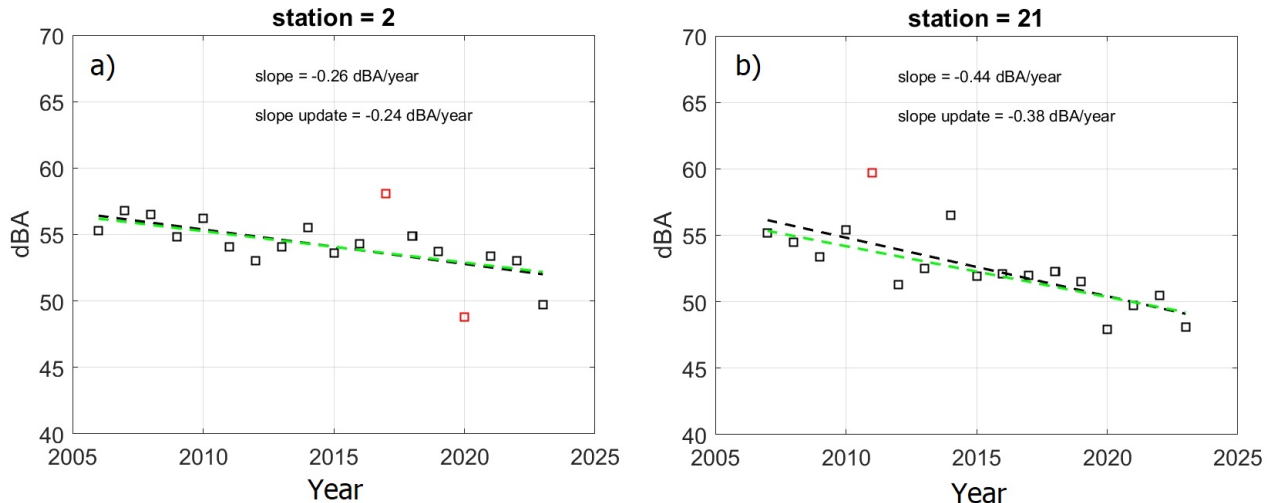 station = 2
a)
slope = -0.26 dBA/year
slope update = -0.24 dBA/year
70
65
60
55
50
45
40
dBA
2005
2010
2015
2020
2025
Year
station = 21
b)
slope = -0.44 dBA/year
slope update = -0.38 dBA/year
70
65
60
55
50
45
40
dBA
2005
2010
2015
2020
2025
Year